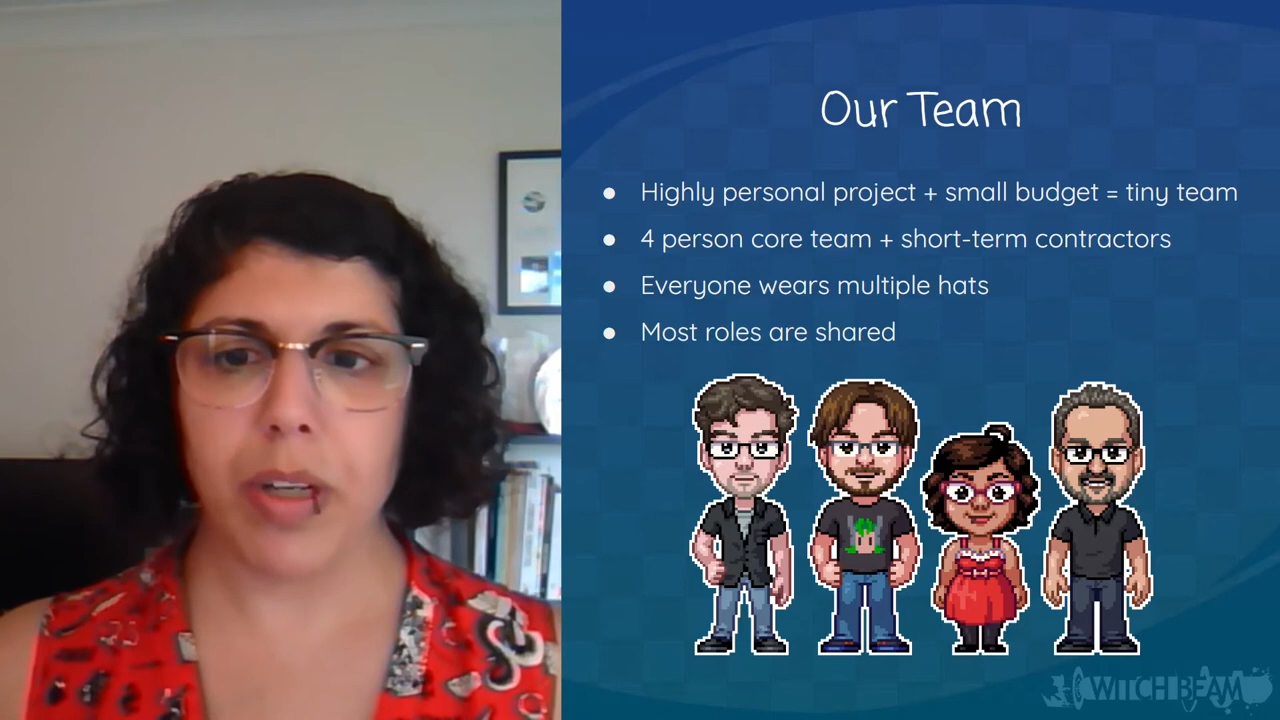 Our Team
● Highly personal project + small budget = tiny team
● 4 person core team + short-term contractors
● Everyone wears multiple hats
● Most roles are shared
WITCH BEAM